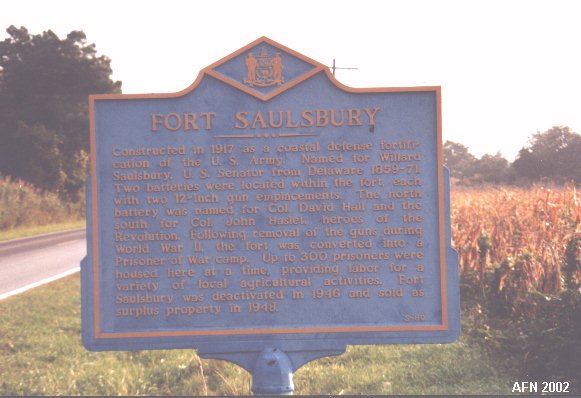 FORT SAULSBURY
Constructed in 1917 as a coastal defense fortifi-
cation of the U. S. Army. Named for Willard
Saulsbury, U. S. Senator from Delaware 1859-71.
Two batteries were located within the fort, each
with two 12-inch gun emplacements. The north
battery was named for Col. David Hall and the
south for Col. John Haslet, heroes of the
Revolution. Following removal of the guns during
World War II, the fort was converted into a
Prisoner of War camp. Up to 300 prisoners were
housed here at a time, providing labor for a
variety of local agricultural activities. Fort
Saulsbury was deactivated in 1946 and sold as
surplus property in 1948.
S-86
AFN 2002